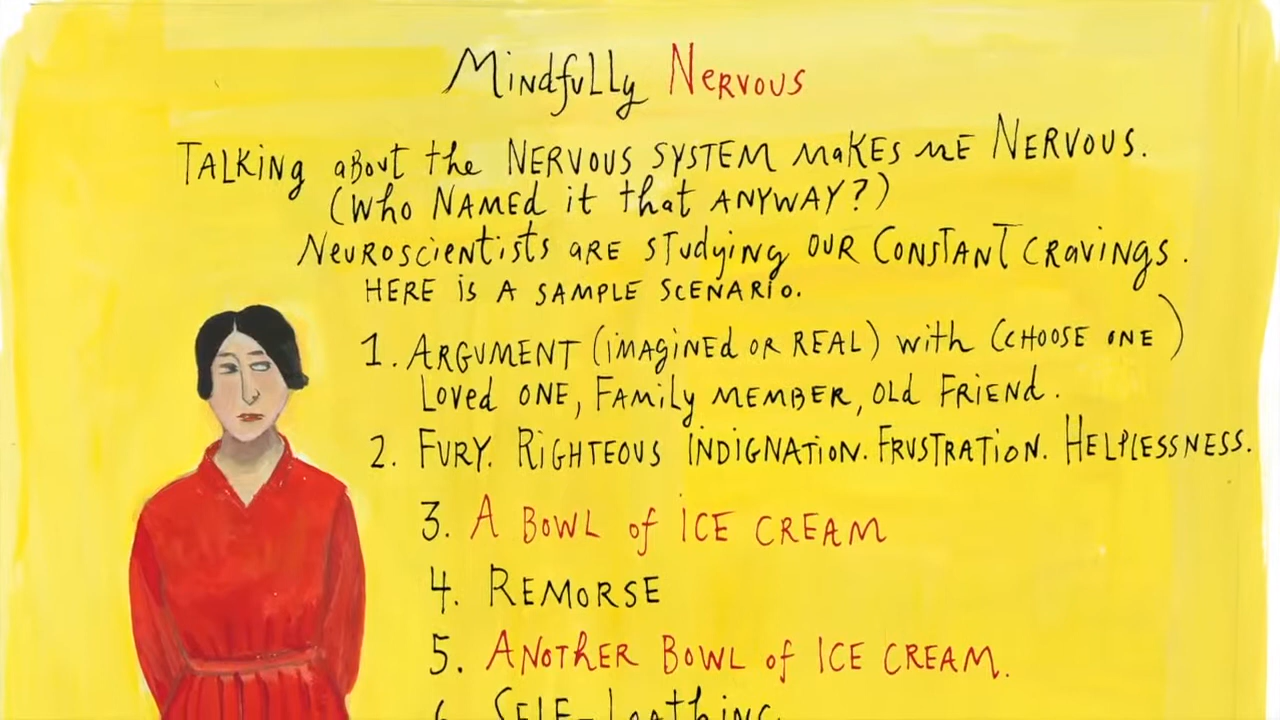 Mindfully Nervous
TALKING about the NERVOUS SYSTEM MAKES ME NERVOUS.
(Who NAMED it that ANYWAY?)
Neuroscientists ARE studying OUR CONSTANT CRavings.
HERE iS A SAMPLE SCENARiO.
1. ARGUMENT (iMAGiNEd OR REAL) with (CHOOSE ONE)
Loved ONE, FAMily MEMBER, OLd FRiEND.
2. FURY. RiGHTEOUS INDIGNATiON. FRUSTRATiON. HELPLESSNESS.
3. A BOWL of ICE CREAM
4. REMORSE
5. ANOthER BOWL of ICE CREAM.
6. SELF-LoathiNG